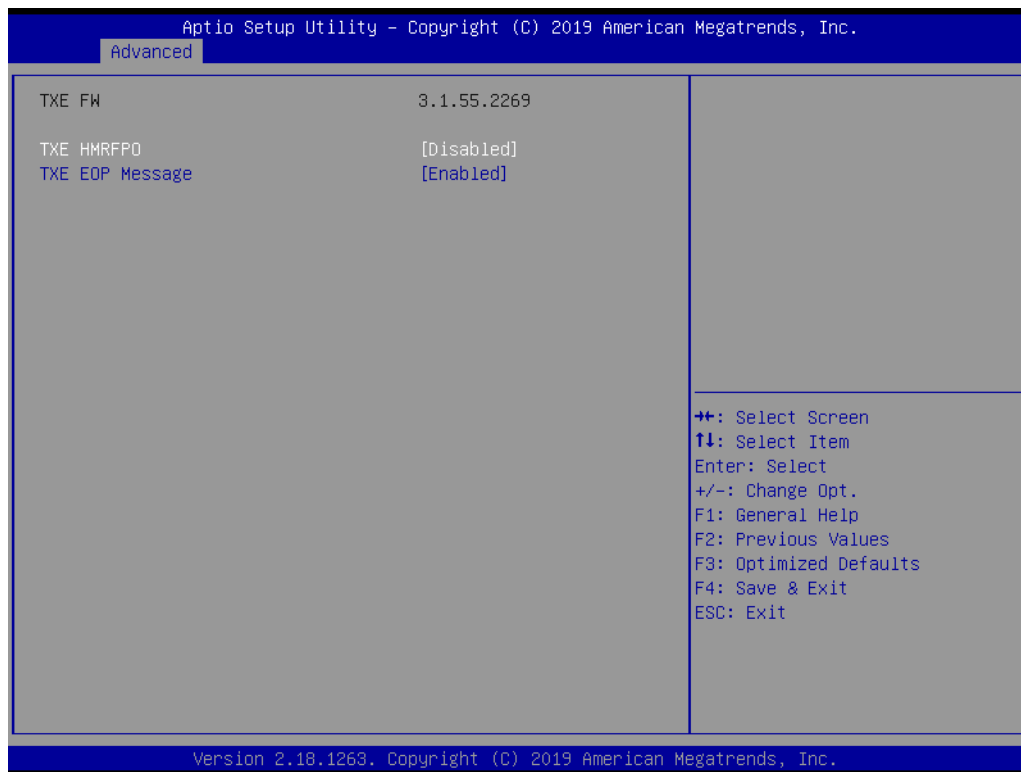 Aptio Setup Utility – Copyright (C) 2019 American Megatrends, Inc.
Advanced
TXE FW 3.1.55.2269
TXE HMRFPO [Disabled]
TXE EOP Message [Enabled]
→←: Select Screen
↑↓: Select Item
Enter: Select
+/-: Change Opt.
F1: General Help
F2: Previous Values
F3: Optimized Defaults
F4: Save & Exit
ESC: Exit
Version 2.18.1263. Copyright (C) 2019 American Megatrends, Inc.